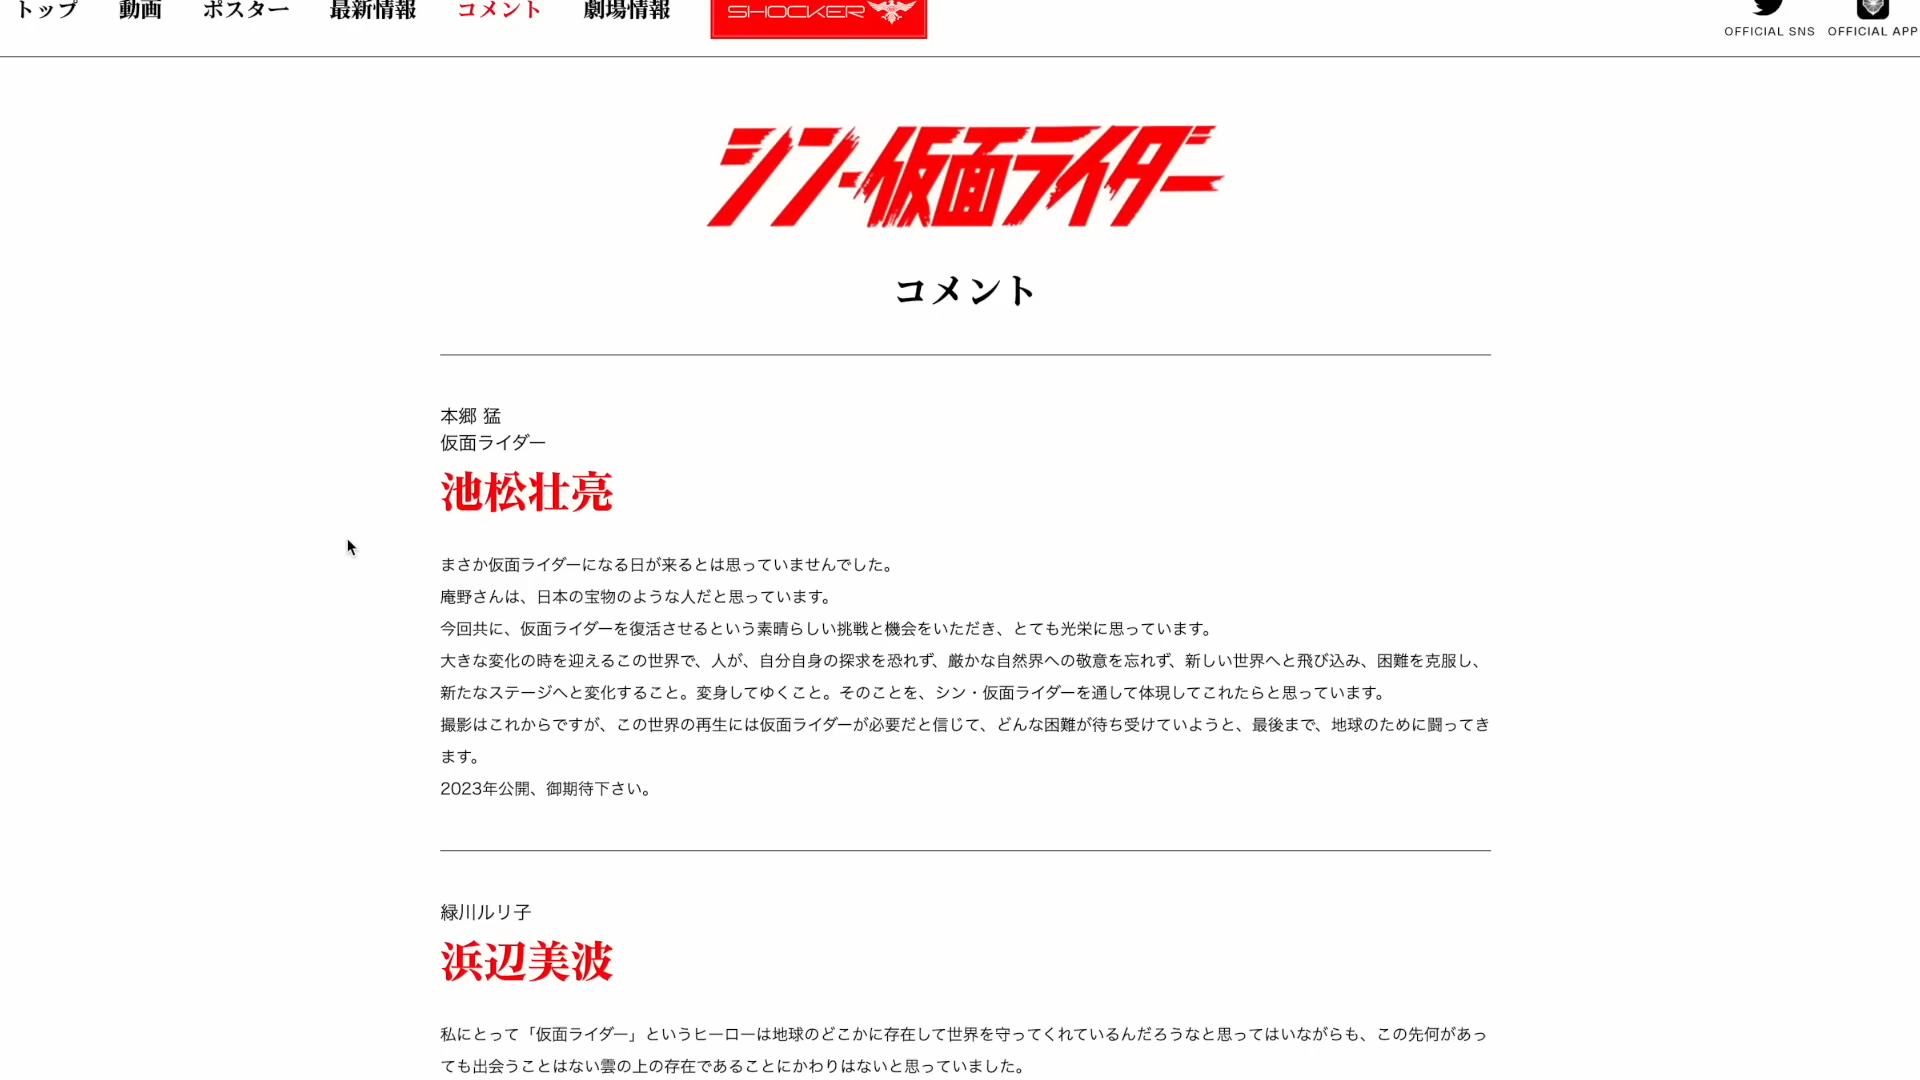 トップ 動画 ポスター 最新情報 コメント 劇場情報 SHOCKER OFFICIAL SNS OFFICIAL APP
シン・仮面ライダー
コメント
本郷 猛
仮面ライダー
池松壮亮
まさか仮面ライダーになる日が来るとは思っていませんでした。
庵野さんは、日本の宝物のような人だと思っています。
今回共に、仮面ライダーを復活させるという素晴らしい挑戦と機会をいただき、とても光栄に思っています。
大きな変化の時を迎えるこの世界で、人が、自分自身の探求を恐れず、厳かな自然界への敬意を忘れず、新しい世界へと飛び込み、困難を克服し、
新たなステージへと変化すること。変身してゆくこと。そのことを、シン・仮面ライダーを通して体現してこれたらと思っています。
撮影はこれからですが、この世界の再生には仮面ライダーが必要だと信じて、どんな困難が待ち受けていようと、最後まで、地球のために闘ってき
ます。
2023年公開、御期待下さい。
緑川ルリ子
浜辺美波
私にとって「仮面ライダー」というヒーローは地球のどこかに存在して世界を守ってくれているんだろうなと思ってはいながらも、この先何があっ
ても出会うことはない雲の上の存在であることにかわりはないと思っていました。